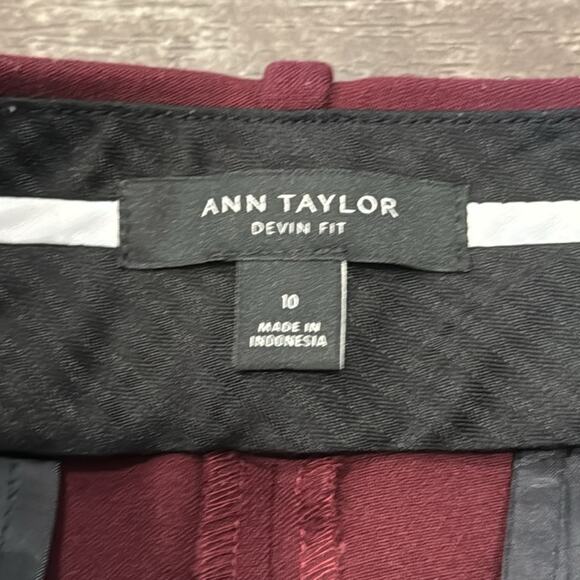 ANN TAYLOR
DEVIN FIT
10
MADE IN
INDONESIA